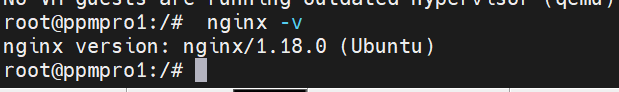 No VM guests are running outdated hypervisor (qemu)
root@ppmpro1:/#  nginx -v
nginx version: nginx/1.18.0 (Ubuntu)
root@ppmpro1:/#